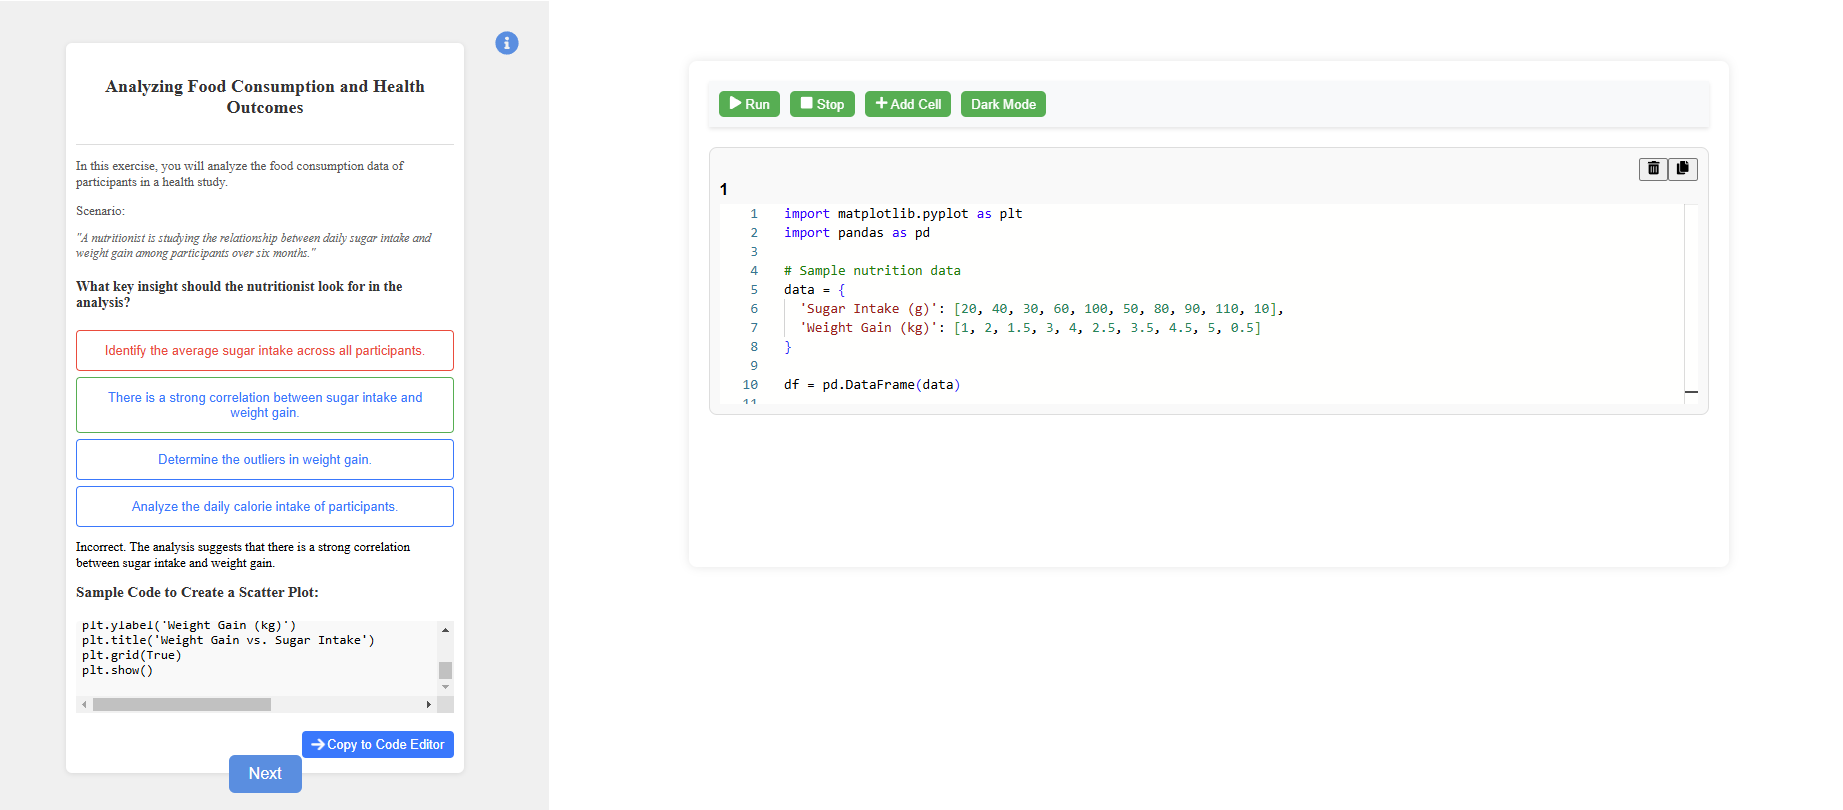 Analyzing Food Consumption and Health
Outcomes
In this exercise, you will analyze the food consumption data of
participants in a health study.
Scenario:
"A nutritionist is studying the relationship between daily sugar intake and
weight gain among participants over six months."
What key insight should the nutritionist look for in the
analysis?
Identify the average sugar intake across all participants.
There is a strong correlation between sugar intake and
weight gain.
Determine the outliers in weight gain.
Analyze the daily calorie intake of participants.
Incorrect. The analysis suggests that there is a strong correlation
between sugar intake and weight gain.
Sample Code to Create a Scatter Plot:
plt.ylabel('Weight Gain (kg)')
plt.title('Weight Gain vs. Sugar Intake')
plt.grid(True)
plt.show()
Copy to Code Editor
Next
Run Stop Add Cell Dark Mode
1
1 import matplotlib.pyplot as plt
2 import pandas as pd
3
4 # Sample nutrition data
5 data = {
6 'Sugar Intake (g)': [20, 40, 30, 60, 100, 50, 80, 90, 110, 10],
7 'Weight Gain (kg)': [1, 2, 1.5, 3, 4, 2.5, 3.5, 4.5, 5, 0.5]
8 }
9
10 df = pd.DataFrame(data)
11